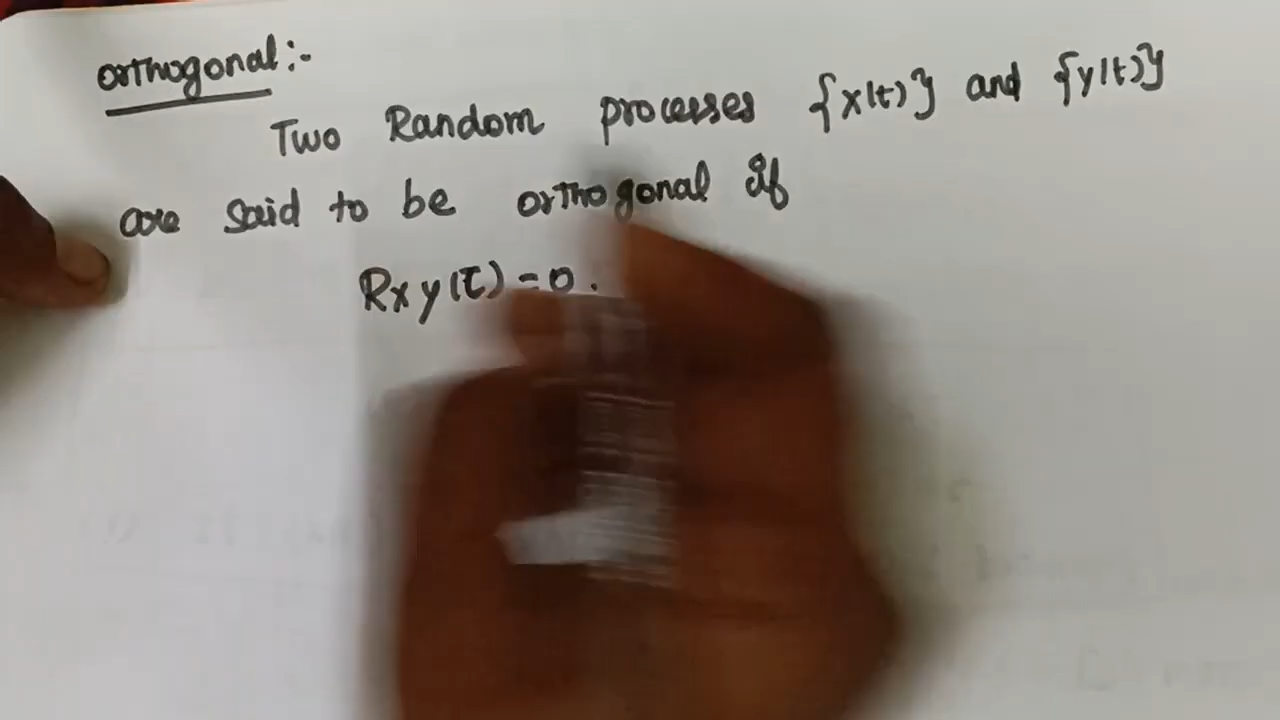 orthogonal:-
Two Random processes {x(t)} and {y(t)}
are said to be orthogonal if
Rxy(τ)=0.